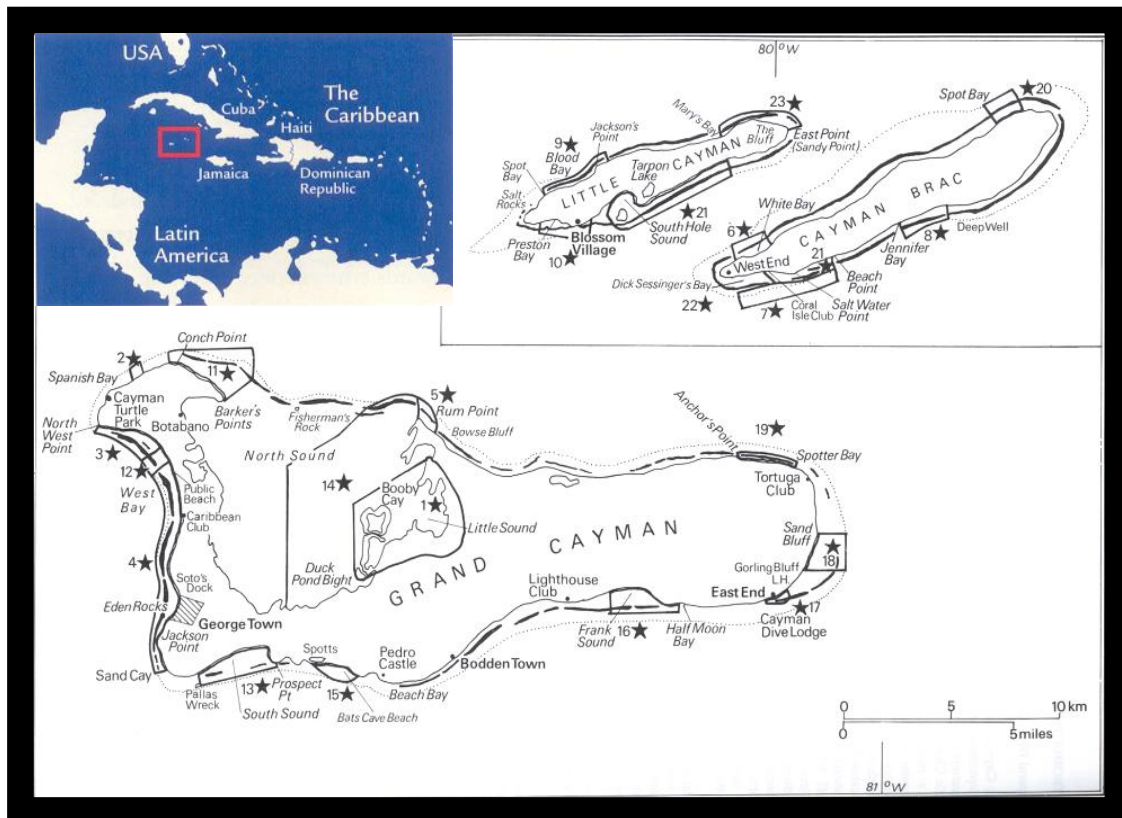 USA
The
Caribbean
Cuba
Haiti
Jamaica
Dominican
Republic
Latin
America
80°W
Spot Bay
20
23
Mary's Bay
The
Bluff
East Point
(Sandy Point)
Jackson's
Point
9
Blood
Bay
Spot
Bay
Salt
Rocks
LITTLE CAYMAN
Tarpon
Lake
21
South Hole
Sound
Preston
Bay
Blossom
Village
10
CAYMAN BRAC
White Bay
6
West End
Dick Sessinger's Bay
22
7
Coral
Isle Club
21
Salt Water
Point
Beach
Point
Jennifer
Bay
8
Deep Well
Conch Point
2
Spanish Bay
11
Cayman
Turtle
Park
Barker's
Points
Botabano
North
West
Point
3
12
West
Bay
Public
Beach
Caribbean
Club
4
Soto's
Dock
Eden Rocks
George Town
Jackson
Point
Sand Cay
Pallas
Wreck
13
South Sound
Prospect
Pt
Spotts
15
Bats Cave Beach
Pedro
Castle
Beach Bay
Bodden Town
Fisherman's
Rock
North Sound
5
Rum Point
Bowse Bluff
14
Booby
Cay
1
Little Sound
Duck
Pond Bight
GRAND CAYMAN
Lighthouse
Club
Frank
Sound
16
Half Moon
Bay
Anchor's Point
19
Spotter Bay
Tortuga
Club
Sand
Bluff
18
Gorling Bluff
L.H.
East End
17
Cayman
Dive Lodge
0 5 10 km
0 5 miles
81°W